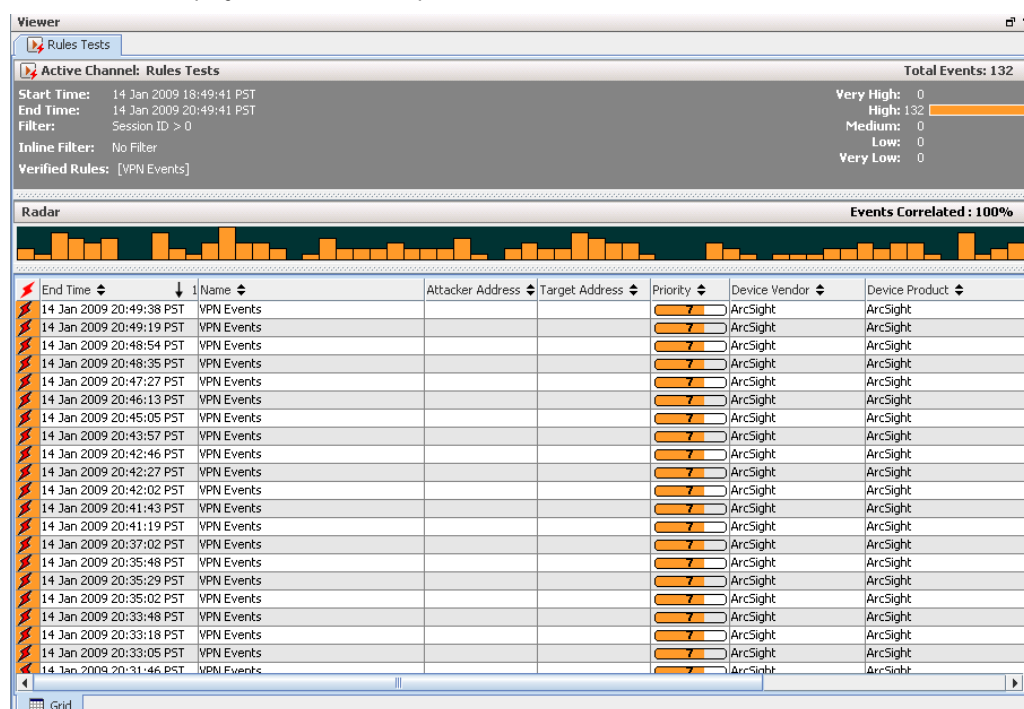 Viewer
Rules Tests
Active Channel: Rules Tests Total Events: 132
Start Time: 14 Jan 2009 18:49:41 PST Very High: 0
End Time: 14 Jan 2009 20:49:41 PST High: 132
Filter: Session ID > 0 Medium: 0
Inline Filter: No Filter Low: 0
Verified Rules: [VPN Events] Very Low: 0
Radar Events Correlated : 100%
End Time 1 Name Attacker Address Target Address Priority Device Vendor Device Product
14 Jan 2009 20:49:38 PST VPN Events 7 ArcSight ArcSight
14 Jan 2009 20:49:19 PST VPN Events 7 ArcSight ArcSight
14 Jan 2009 20:48:54 PST VPN Events 7 ArcSight ArcSight
14 Jan 2009 20:48:35 PST VPN Events 7 ArcSight ArcSight
14 Jan 2009 20:47:27 PST VPN Events 7 ArcSight ArcSight
14 Jan 2009 20:46:13 PST VPN Events 7 ArcSight ArcSight
14 Jan 2009 20:45:05 PST VPN Events 7 ArcSight ArcSight
14 Jan 2009 20:43:57 PST VPN Events 7 ArcSight ArcSight
14 Jan 2009 20:42:46 PST VPN Events 7 ArcSight ArcSight
14 Jan 2009 20:42:27 PST VPN Events 7 ArcSight ArcSight
14 Jan 2009 20:42:02 PST VPN Events 7 ArcSight ArcSight
14 Jan 2009 20:41:43 PST VPN Events 7 ArcSight ArcSight
14 Jan 2009 20:41:19 PST VPN Events 7 ArcSight ArcSight
14 Jan 2009 20:37:02 PST VPN Events 7 ArcSight ArcSight
14 Jan 2009 20:35:48 PST VPN Events 7 ArcSight ArcSight
14 Jan 2009 20:35:29 PST VPN Events 7 ArcSight ArcSight
14 Jan 2009 20:35:02 PST VPN Events 7 ArcSight ArcSight
14 Jan 2009 20:33:48 PST VPN Events 7 ArcSight ArcSight
14 Jan 2009 20:33:18 PST VPN Events 7 ArcSight ArcSight
14 Jan 2009 20:33:05 PST VPN Events 7 ArcSight ArcSight
14 Jan 2009 20:31:46 PST VPN Events 7 ArcSight ArcSight
Grid